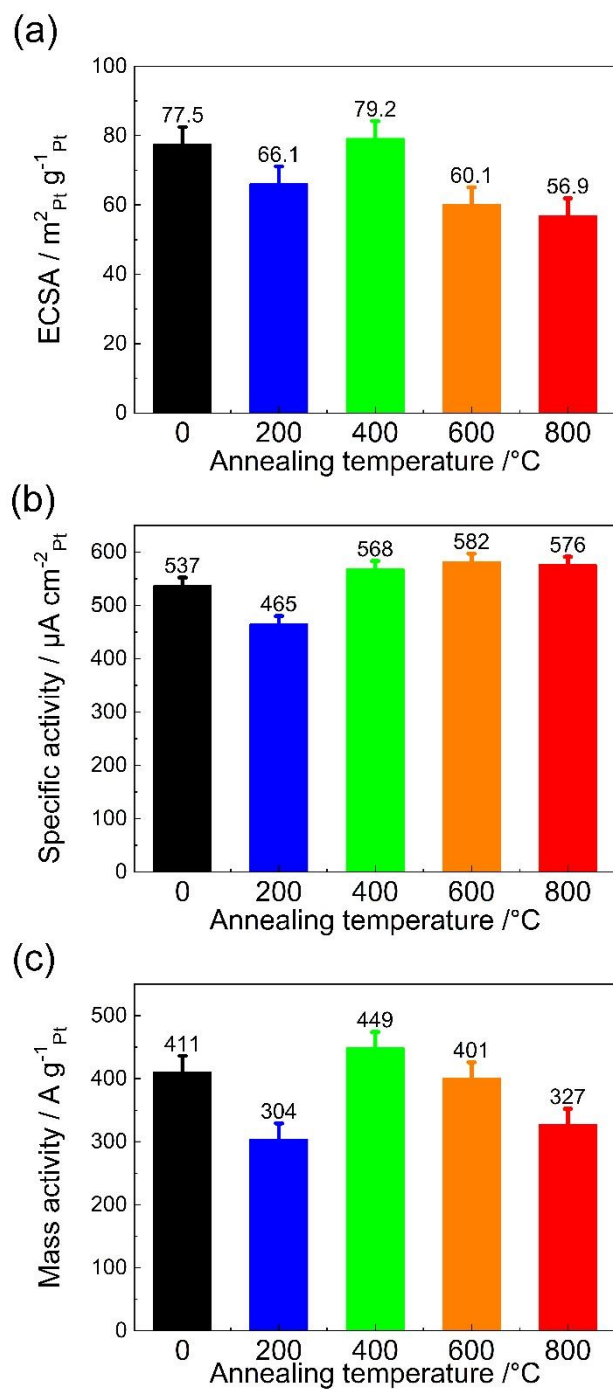 (a)
100
80
60
40
20
0
ECSA / m²Pt g⁻¹Pt
77.5
66.1
79.2
60.1
56.9
0 200 400 600 800
Annealing temperature /°C
(b)
600
500
400
300
200
100
0
Specific activity / µA cm⁻²Pt
537
465
568
582
576
0 200 400 600 800
Annealing temperature /°C
(c)
500
400
300
200
100
0
Mass activity / A g⁻¹Pt
411
304
449
401
327
0 200 400 600 800
Annealing temperature /°C